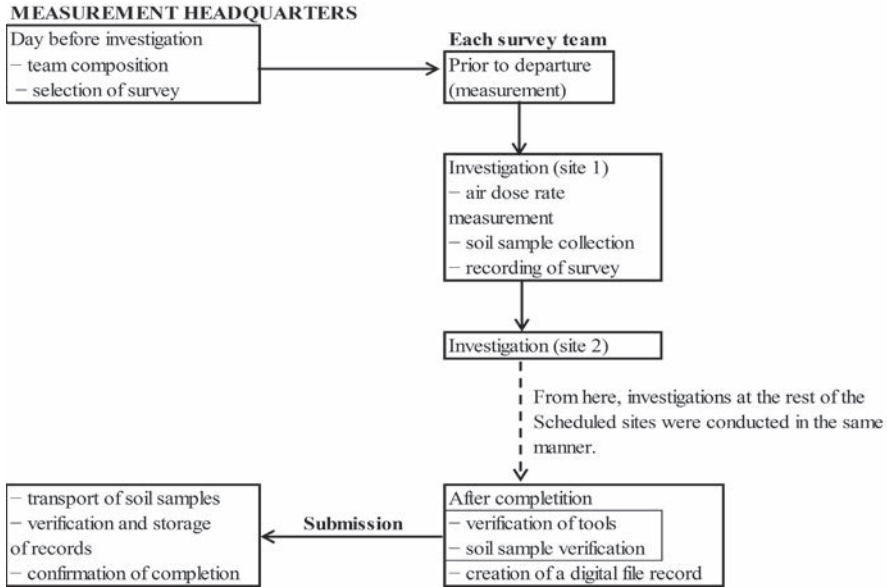 MEASUREMENT HEADQUARTERS
Day before investigation
− team composition
− selection of survey
Each survey team
Prior to departure
(measurement)
Investigation (site 1)
− air dose rate
measurement
− soil sample collection
− recording of survey
Investigation (site 2)
From here, investigations at the rest of the
Scheduled sites were conducted in the same
manner.
After completition
− verification of tools
− soil sample verification
− creation of a digital file record
Submission
− transport of soil samples
− verification and storage
of records
− confirmation of completion